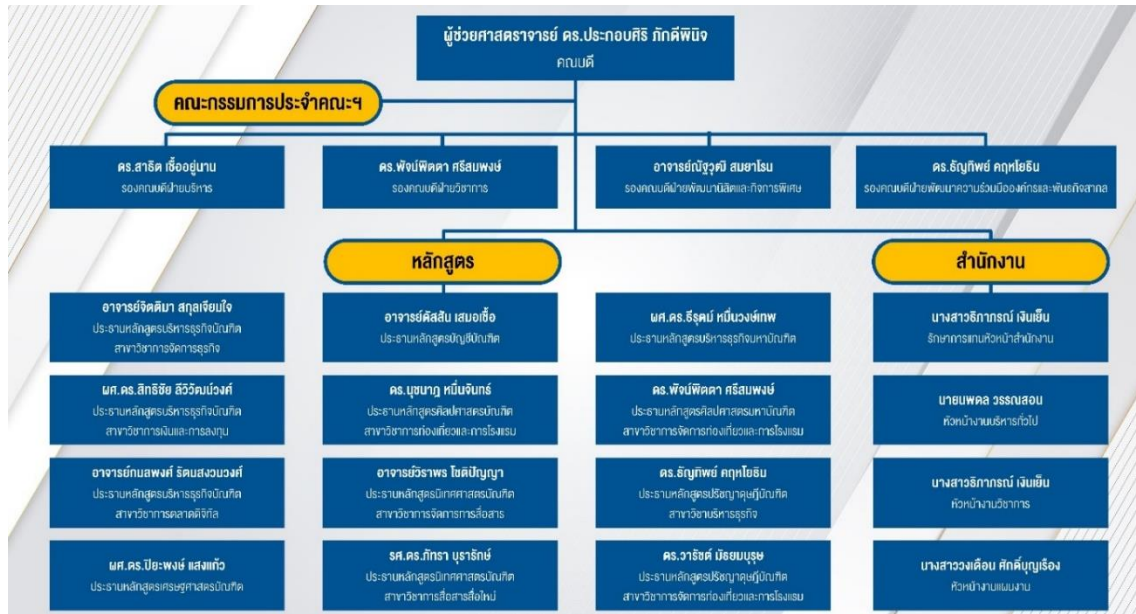 ผู้ช่วยศาสตราจารย์ ดร.ประกอบศิริ ภักดีพินิจ
คณบดี
คณะกรรมการประจำคณะฯ
ดร.สาธิต เชื้ออยู่นาน
รองคณบดีฝ่ายบริหาร
ดร.พัจน์พิตตา ศรีสมพงษ์
รองคณบดีฝ่ายวิชาการ
อาจารย์ณัฐวุฒิ สมยาโรน
รองคณบดีฝ่ายพัฒนานิสิตและกิจการพิเศษ
ดร.ธัญทิพย์ คฤหโยธิน
รองคณบดีฝ่ายพัฒนาความร่วมมือองค์กรและพันธกิจสากล
หลักสูตร
สำนักงาน
อาจารย์จิตติมา สกุลเจียมใจ
ประธานหลักสูตรบริหารธุรกิจบัณฑิต
สาขาวิชาการจัดการธุรกิจ
อาจารย์ดัสสัน เสมอเชื้อ
ประธานหลักสูตรบัญชีบัณฑิต
ผศ.ดร.ธีรุตม์ หมื่นวงษ์เทพ
ประธานหลักสูตรบริหารธุรกิจมหาบัณฑิต
นางสาวธิภาภรณ์ เงินเย็น
รักษาการแทนหัวหน้าสำนักงาน
ผศ.ดร.สิทธิชัย ลีวิวัฒน์วงศ์
ประธานหลักสูตรบริหารธุรกิจบัณฑิต
สาขาวิชาการเงินและการลงทุน
ดร.นุชนาฏ หมื่นจันทร์
ประธานหลักสูตรศิลปศาสตรบัณฑิต
สาขาวิชาการท่องเที่ยวและการโรงแรม
ดร.พัจน์พิตตา ศรีสมพงษ์
ประธานหลักสูตรศิลปศาสตรมหาบัณฑิต
สาขาวิชาการจัดการท่องเที่ยวและการโรงแรม
นายนพดล วรรณสอน
หัวหน้างานบริหารทั่วไป
อาจารย์กมลพงศ์ รัตนสงวนวงศ์
ประธานหลักสูตรบริหารธุรกิจบัณฑิต
สาขาวิชาการตลาดดิจิทัล
อาจารย์วิราพร โชติปัญญา
ประธานหลักสูตรนิเทศศาสตรบัณฑิต
สาขาวิชาการจัดการการสื่อสาร
ดร.ธัญทิพย์ คฤหโยธิน
ประธานหลักสูตรปรัชญาดุษฎีบัณฑิต
สาขาวิชาบริหารธุรกิจ
นางสาวธิภาภรณ์ เงินเย็น
หัวหน้างานวิชาการ
ผศ.ดร.ปิยะพงษ์ แสงแก้ว
ประธานหลักสูตรเศรษฐศาสตรบัณฑิต
รศ.ดร.ภัทรา บุรารักษ์
ประธานหลักสูตรนิเทศศาสตรบัณฑิต
สาขาวิชาการสื่อสารสื่อใหม่
ดร.วารัชต์ มัธยมบุรุษ
ประธานหลักสูตรปรัชญาดุษฎีบัณฑิต
สาขาวิชาการจัดการท่องเที่ยวและการโรงแรม
นางสาววงเดือน ศักดิ์บุญเรือง
หัวหน้างานแผนงาน